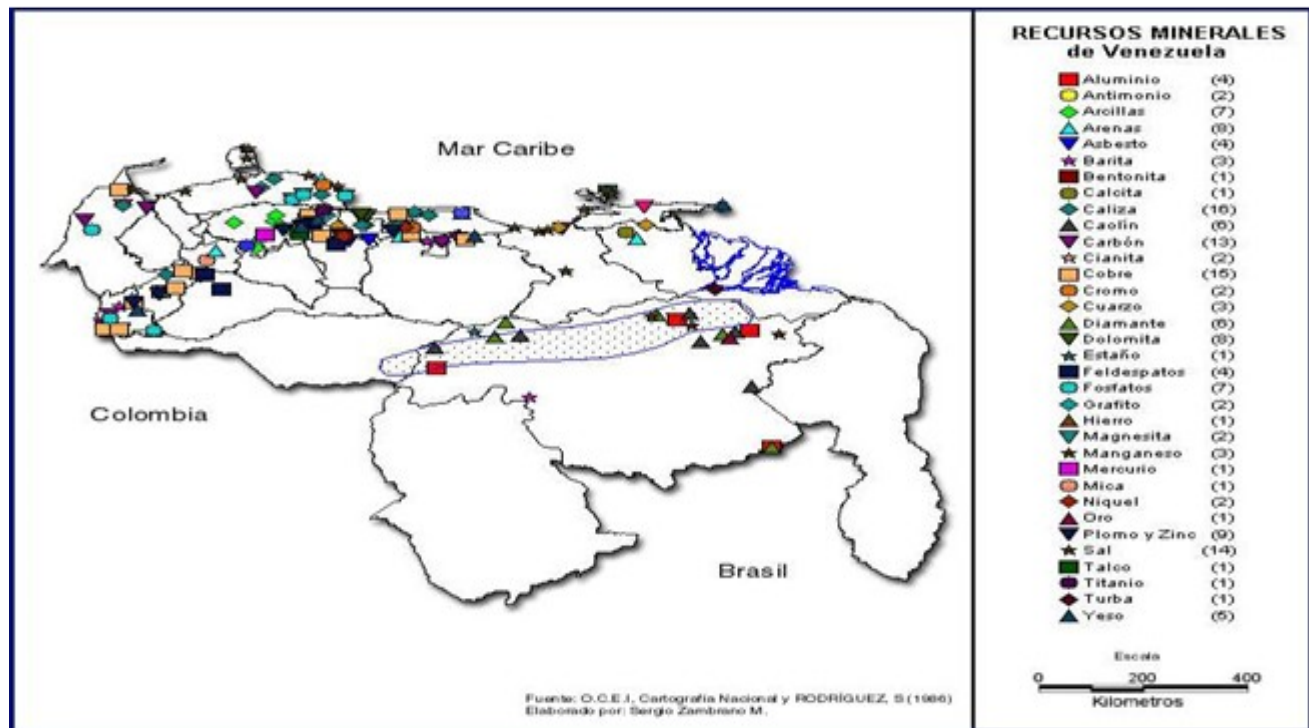 Mar Caribe
Colombia
Brasil
Fuente: O.C.E.I, Cartografia Nacional y RODRÍGUEZ, S (1986)
Elaborado por: Sergio Zambrano M.
RECURSOS MINERALES
de Venezuela
Aluminio (4)
Antimonio (2)
Arcillas (7)
Arenas (8)
Asbesto (4)
Barita (3)
Bentonita (1)
Calcita (1)
Caliza (16)
Caolín (6)
Carbón (13)
Cianita (2)
Cobre (15)
Cromo (2)
Cuarzo (3)
Diamante (6)
Dolomita (8)
Estaño (1)
Feldespatos (4)
Fosfatos (7)
Grafito (2)
Hierro (1)
Magnesita (2)
Manganeso (3)
Mercurio (1)
Mica (1)
Niquel (2)
Oro (1)
Plomo y Zinc (9)
Sal (14)
Talco (1)
Titanio (1)
Turba (1)
Yeso (5)
Escala
0 200 400
Kilometros